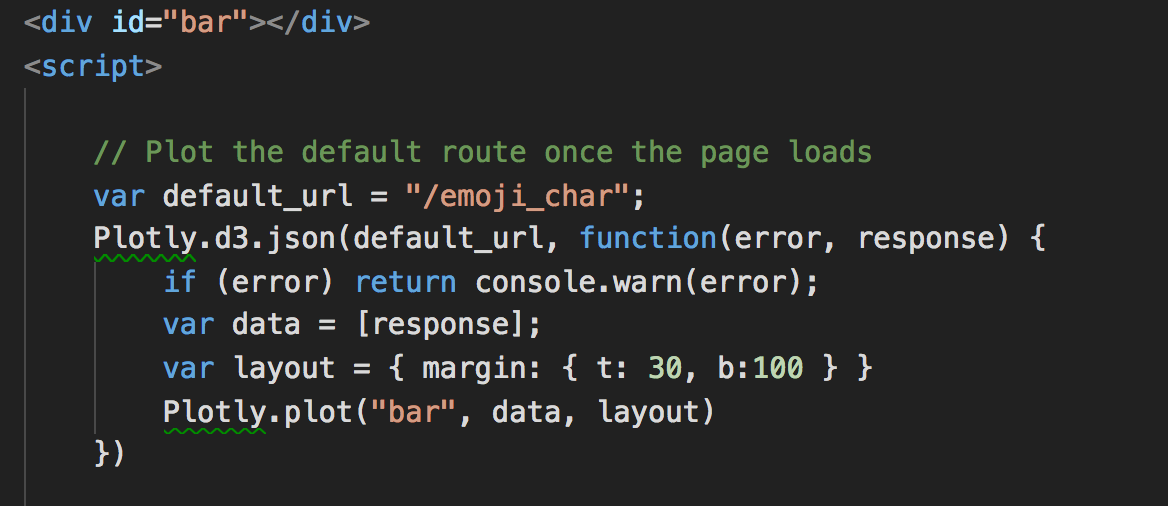 <div id="bar"></div>
<script>
// Plot the default route once the page loads
var default_url = "/emoji_char";
Plotly.d3.json(default_url, function(error, response) {
if (error) return console.warn(error);
var data = [response];
var layout = { margin: { t: 30, b:100 } }
Plotly.plot("bar", data, layout)
})